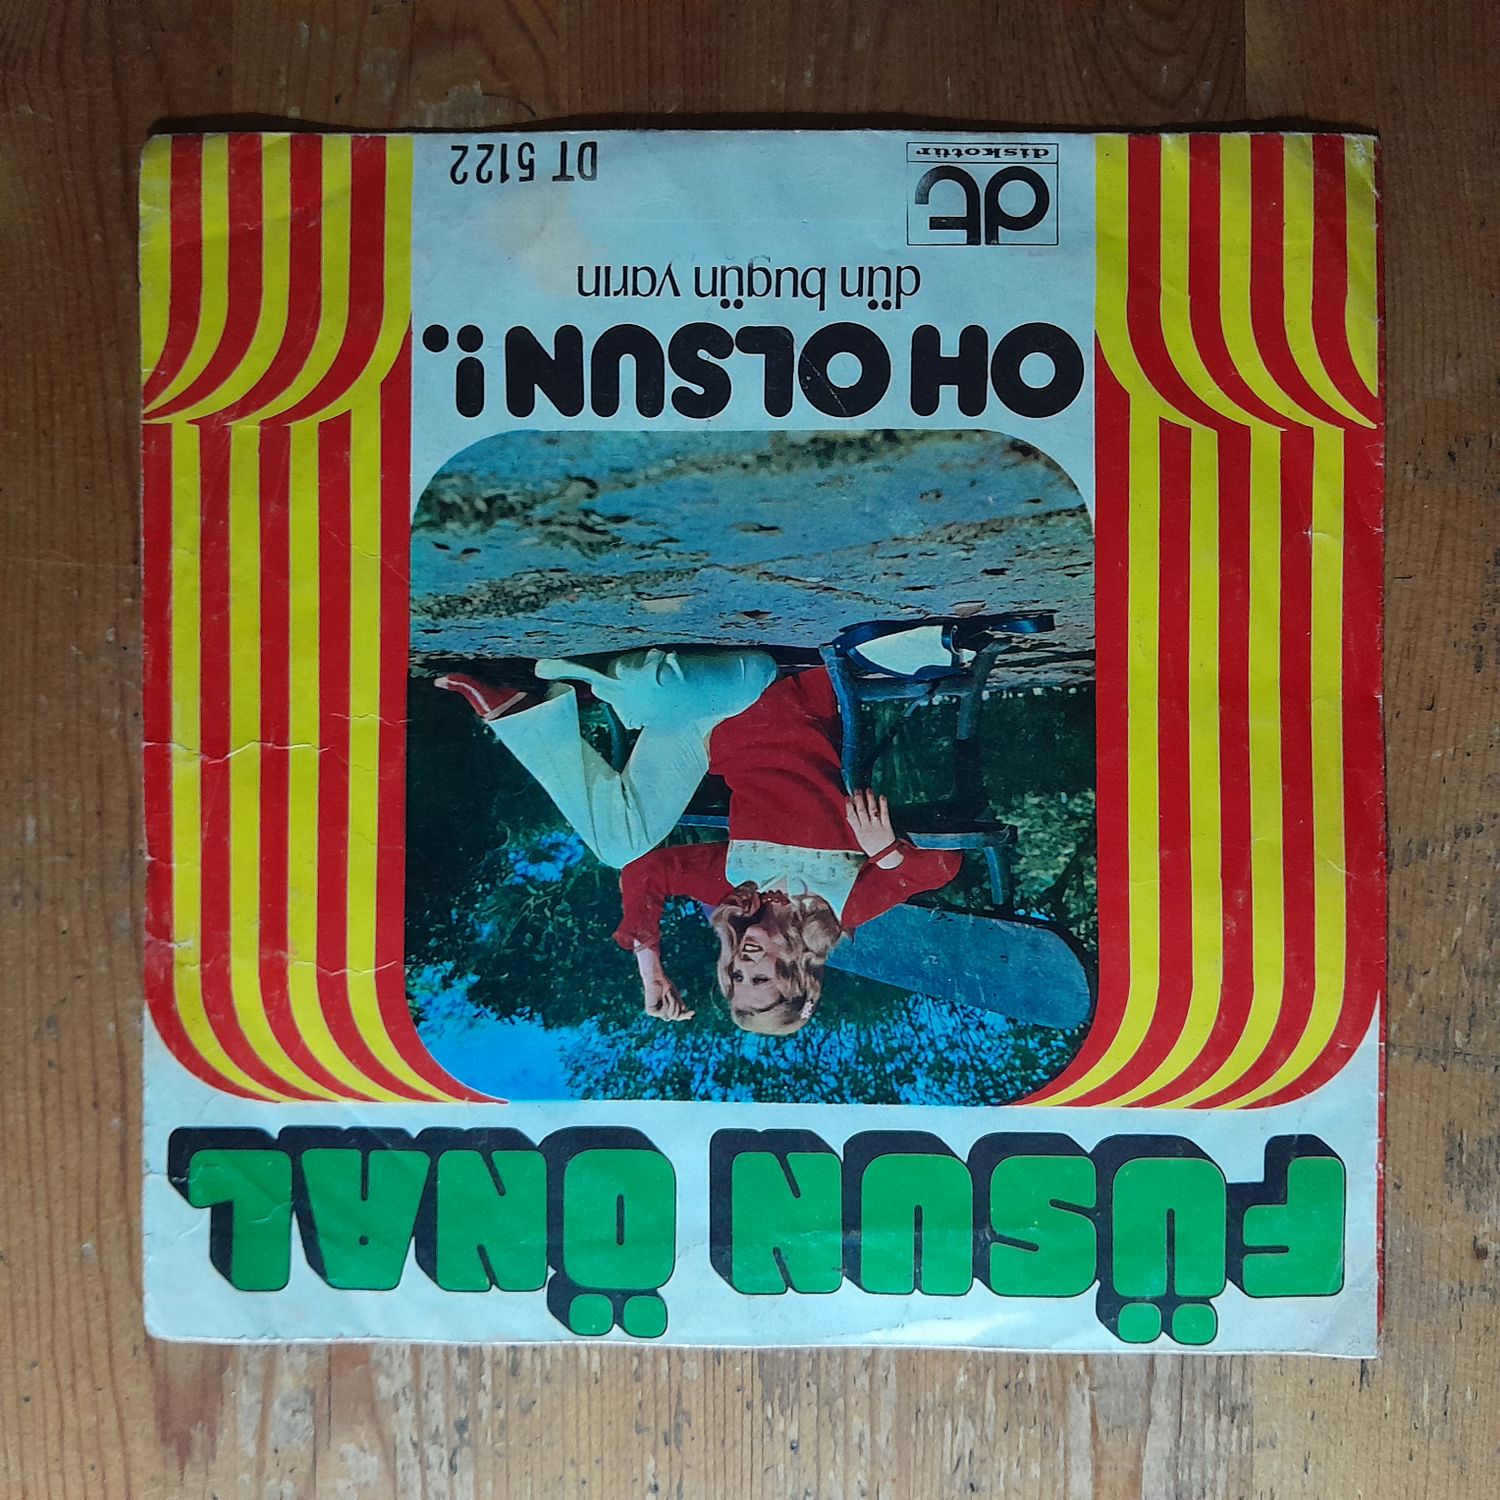 FÜSUN ÖNAL
OH OLSUN!..
dün bugün yarın
dt
diskotür
DT 5122